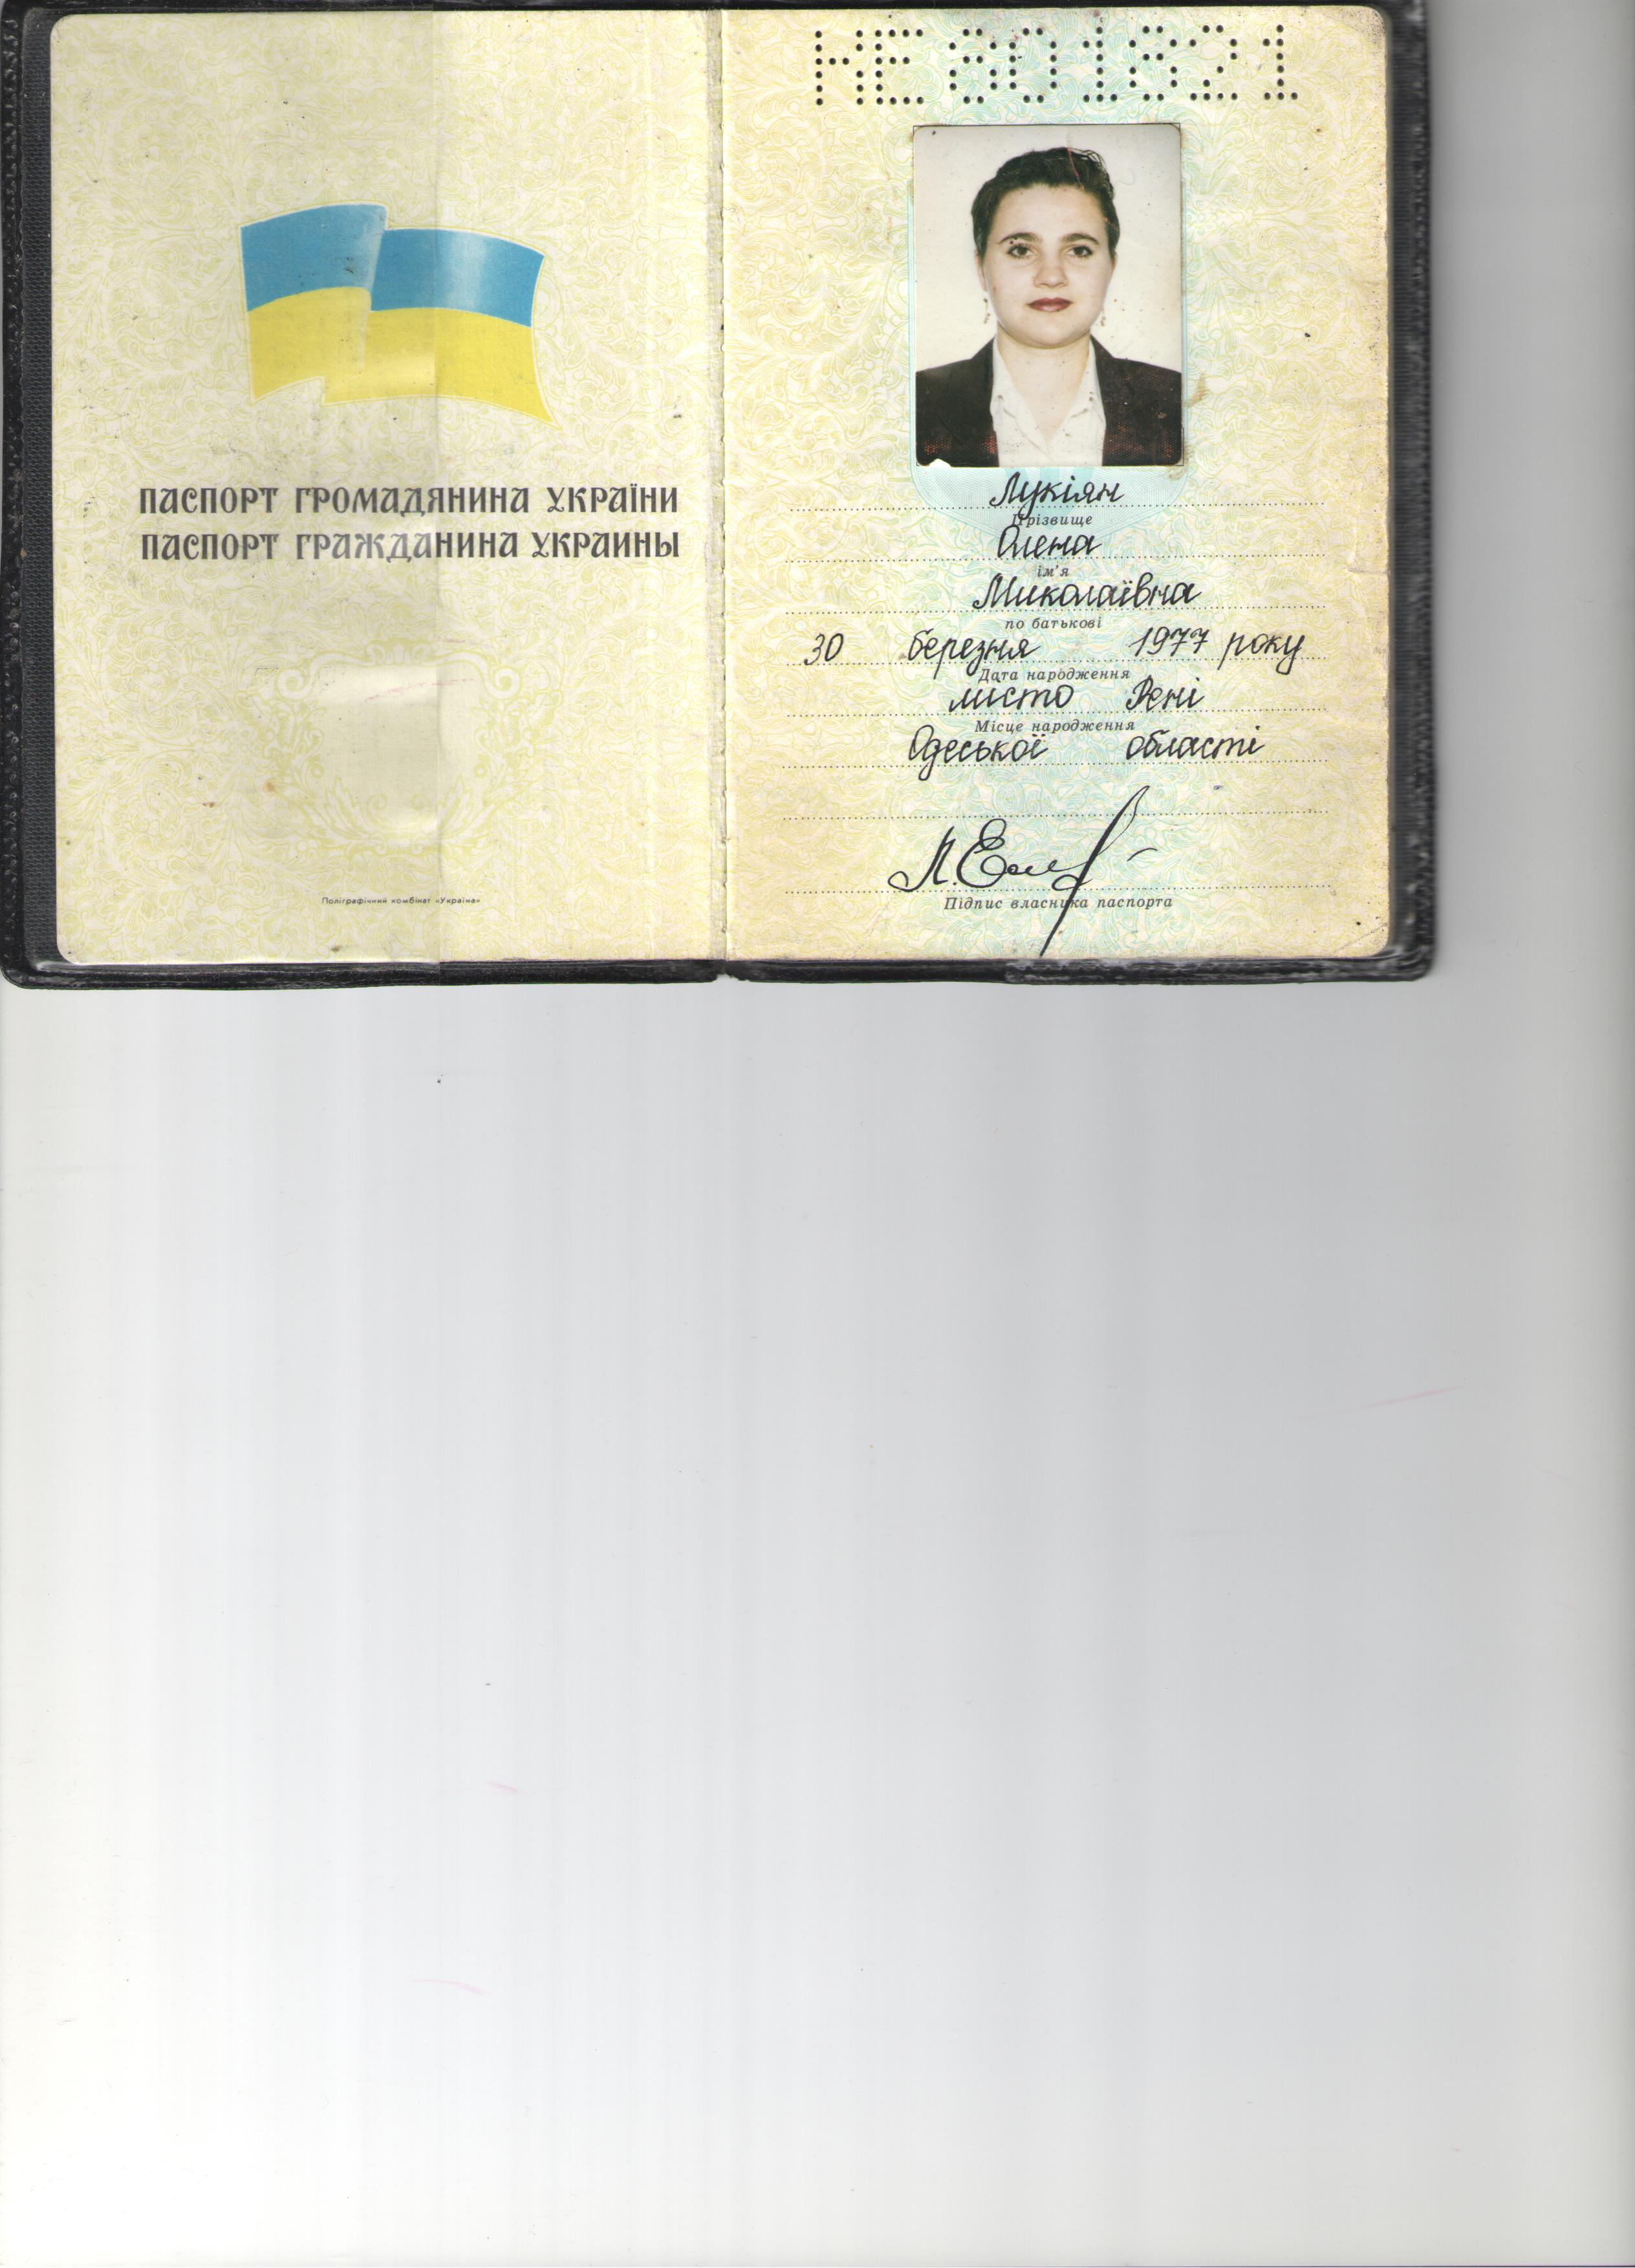 ПАСПОРТ ГРОМАДЯНИНА УКРАЇНИ
ПАСПОРТ ГРАЖДАНИНА УКРАИНЫ
Поліграфічний комбінат «Україна»
801821
Лукіян
Прізвище
Олена
ім'я
Миколаївна
по батькові
30 березня 1977 року
Дата народження
місто Рені
Місце народження
Одеської області
Підпис власника паспорта